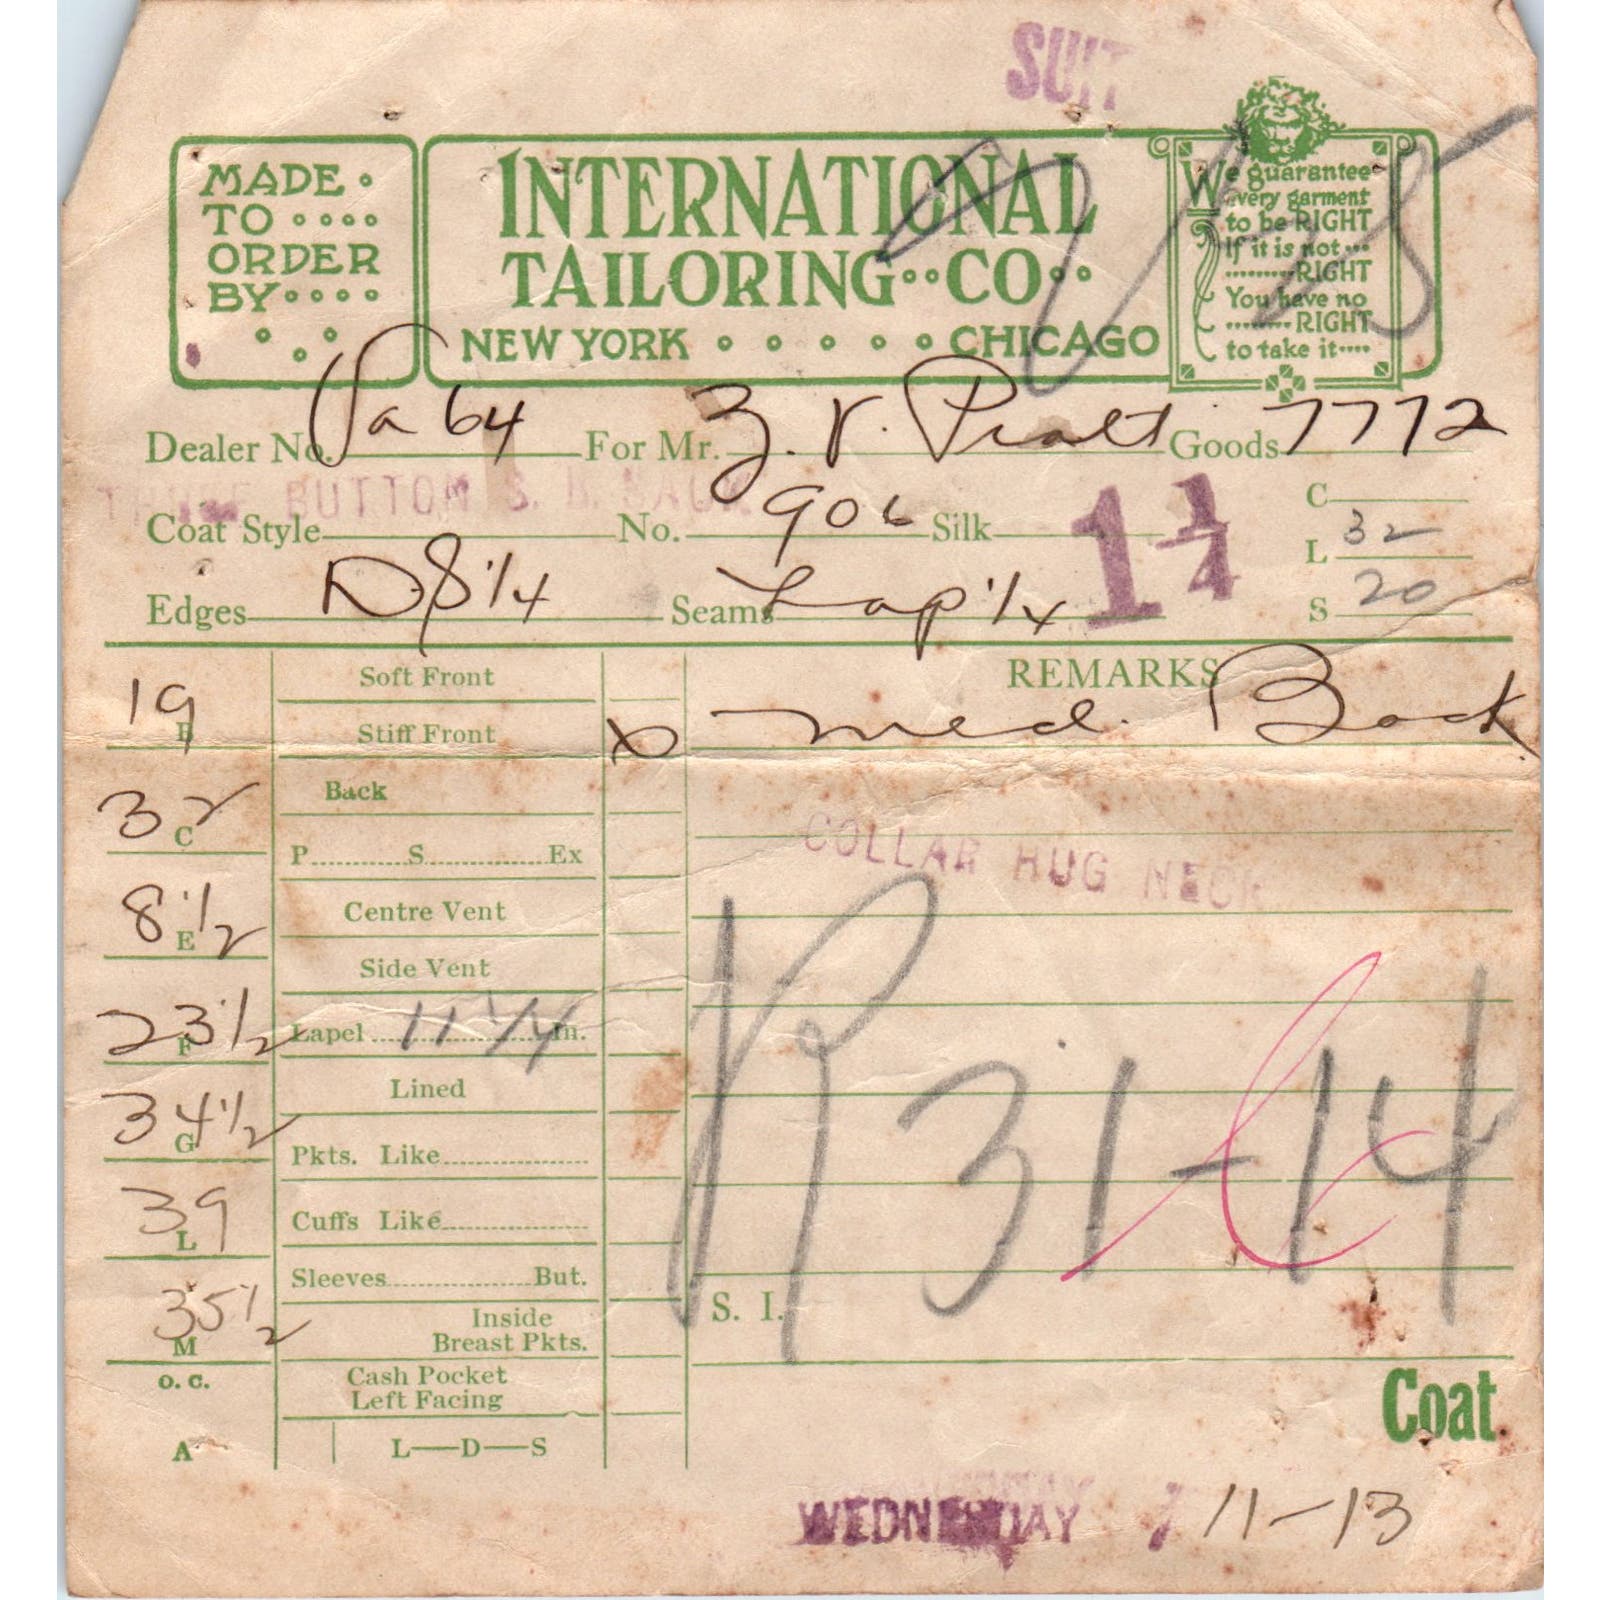 SUIT
MADE
TO
ORDER
BY
INTERNATIONAL
TAILORING CO
NEW YORK CHICAGO
We guarantee
every garment
to be RIGHT
If it is not
RIGHT
You have no
RIGHT
to take it
Dealer No. 64 For Mr. Goods 7772
THREE BUTTON S. B. SACK
Coat Style No. 906 Silk 1 1/4
C
L 32
S 20
Edges 1/4 Seams Lap 1/4
REMARKS
19
Soft Front
Stiff Front X Med. Back
32 C
Back
P. S. Ex
COLLAR HUG NECK
8 1/2 E
Centre Vent
Side Vent
23 1/2 F
Lapel 11 1/4 In.
R 31-14
Lined
34 1/2 G
Pkts. Like
39 L
Cuffs Like
Sleeves But.
S. I.
35 1/2 M
Inside
Breast Pkts.
O. C.
Cash Pocket
Left Facing
Coat
A
L—D—S
WEDNESDAY 11-13